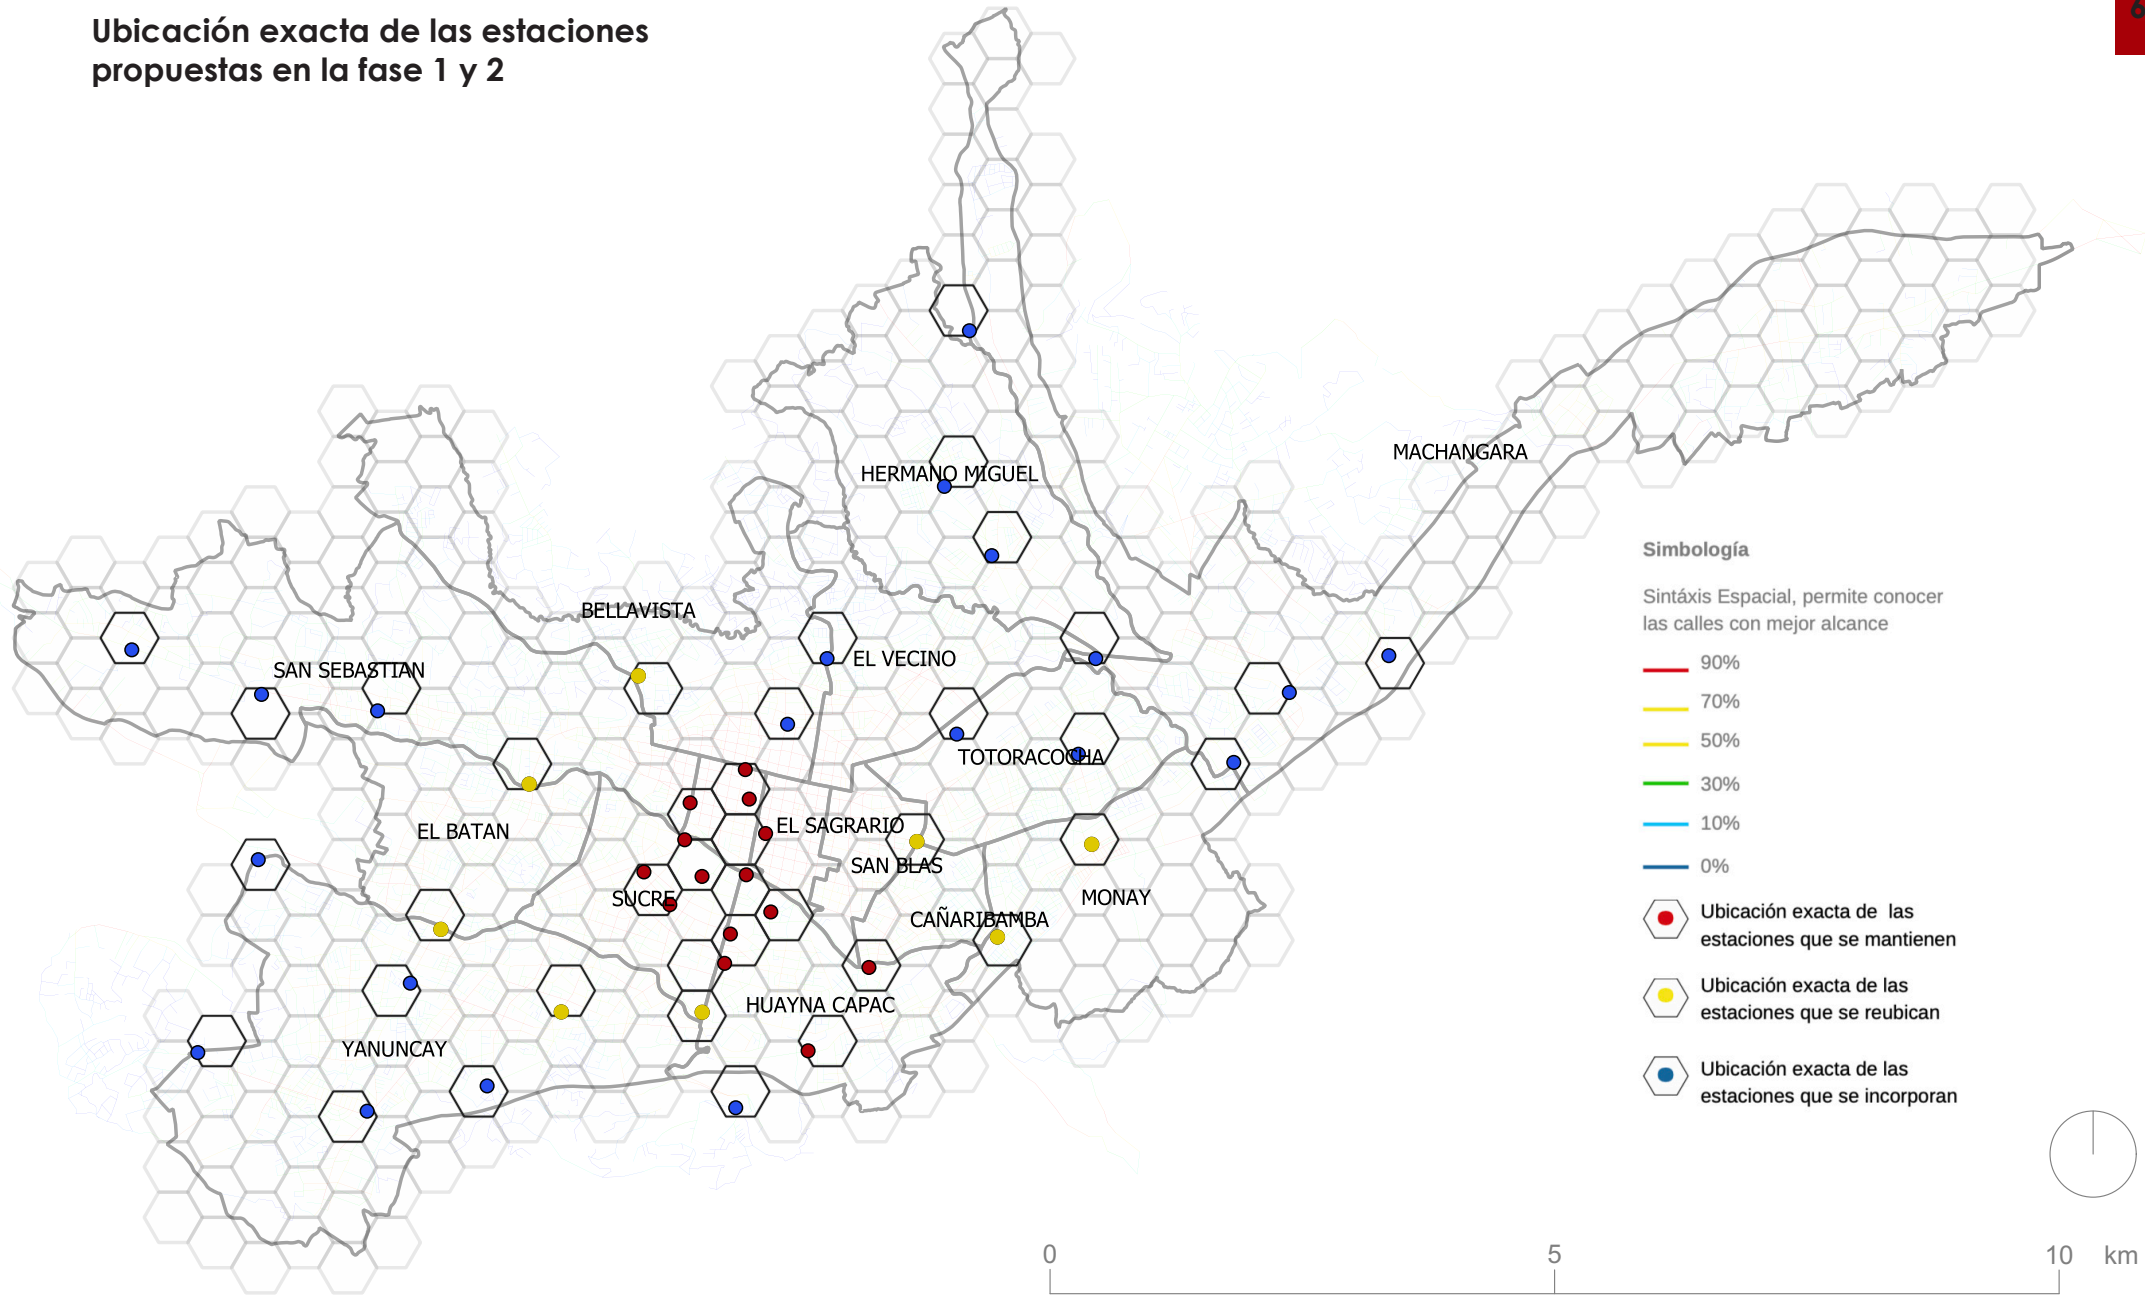 Ubicación exacta de las estaciones
propuestas en la fase 1 y 2
6
MACHANGARA
HERMANO MIGUEL
BELLAVISTA
EL VECINO
SAN SEBASTIAN
TOTORACOCHA
EL BATAN
EL SAGRARIO
SAN BLAS
SUCRE
MONAY
CAÑARIBAMBA
HUAYNA CAPAC
YANUNCAY
Simbología
Sintáxis Espacial, permite conocer
las calles con mejor alcance
90%
70%
50%
30%
10%
0%
Ubicación exacta de las
estaciones que se mantienen
Ubicación exacta de las
estaciones que se reubican
Ubicación exacta de las
estaciones que se incorporan
0 5 10 km